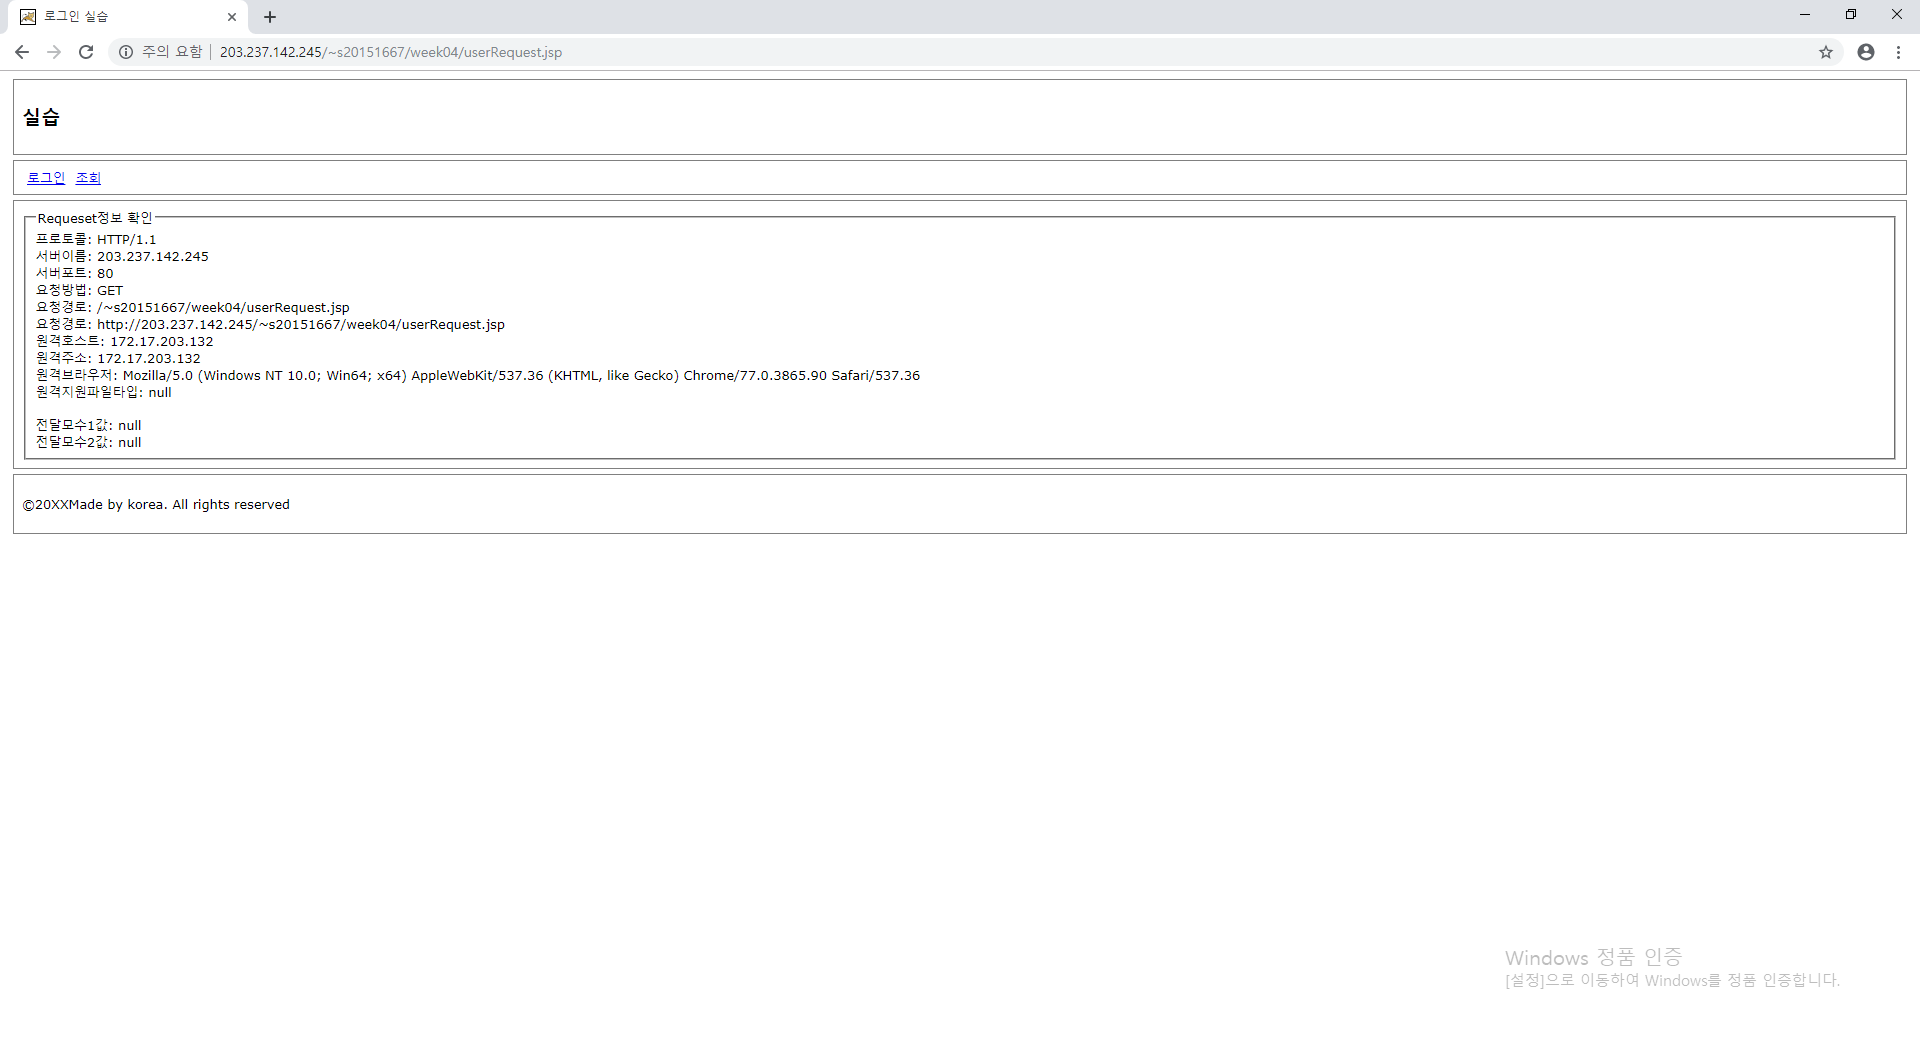 로그인 실습
주의 요함 | 203.237.142.245/~s20151667/week04/userRequest.jsp
실습
로그인 조회
Requeset정보 확인
프로토콜: HTTP/1.1
서버이름: 203.237.142.245
서버포트: 80
요청방법: GET
요청경로: /~s20151667/week04/userRequest.jsp
요청경로: http://203.237.142.245/~s20151667/week04/userRequest.jsp
원격호스트: 172.17.203.132
원격주소: 172.17.203.132
원격브라우저: Mozilla/5.0 (Windows NT 10.0; Win64; x64) AppleWebKit/537.36 (KHTML, like Gecko) Chrome/77.0.3865.90 Safari/537.36
원격지원파일타입: null
전달모수1값: null
전달모수2값: null
©20XXMade by korea. All rights reserved
Windows 정품 인증
[설정]으로 이동하여 Windows를 정품 인증합니다.